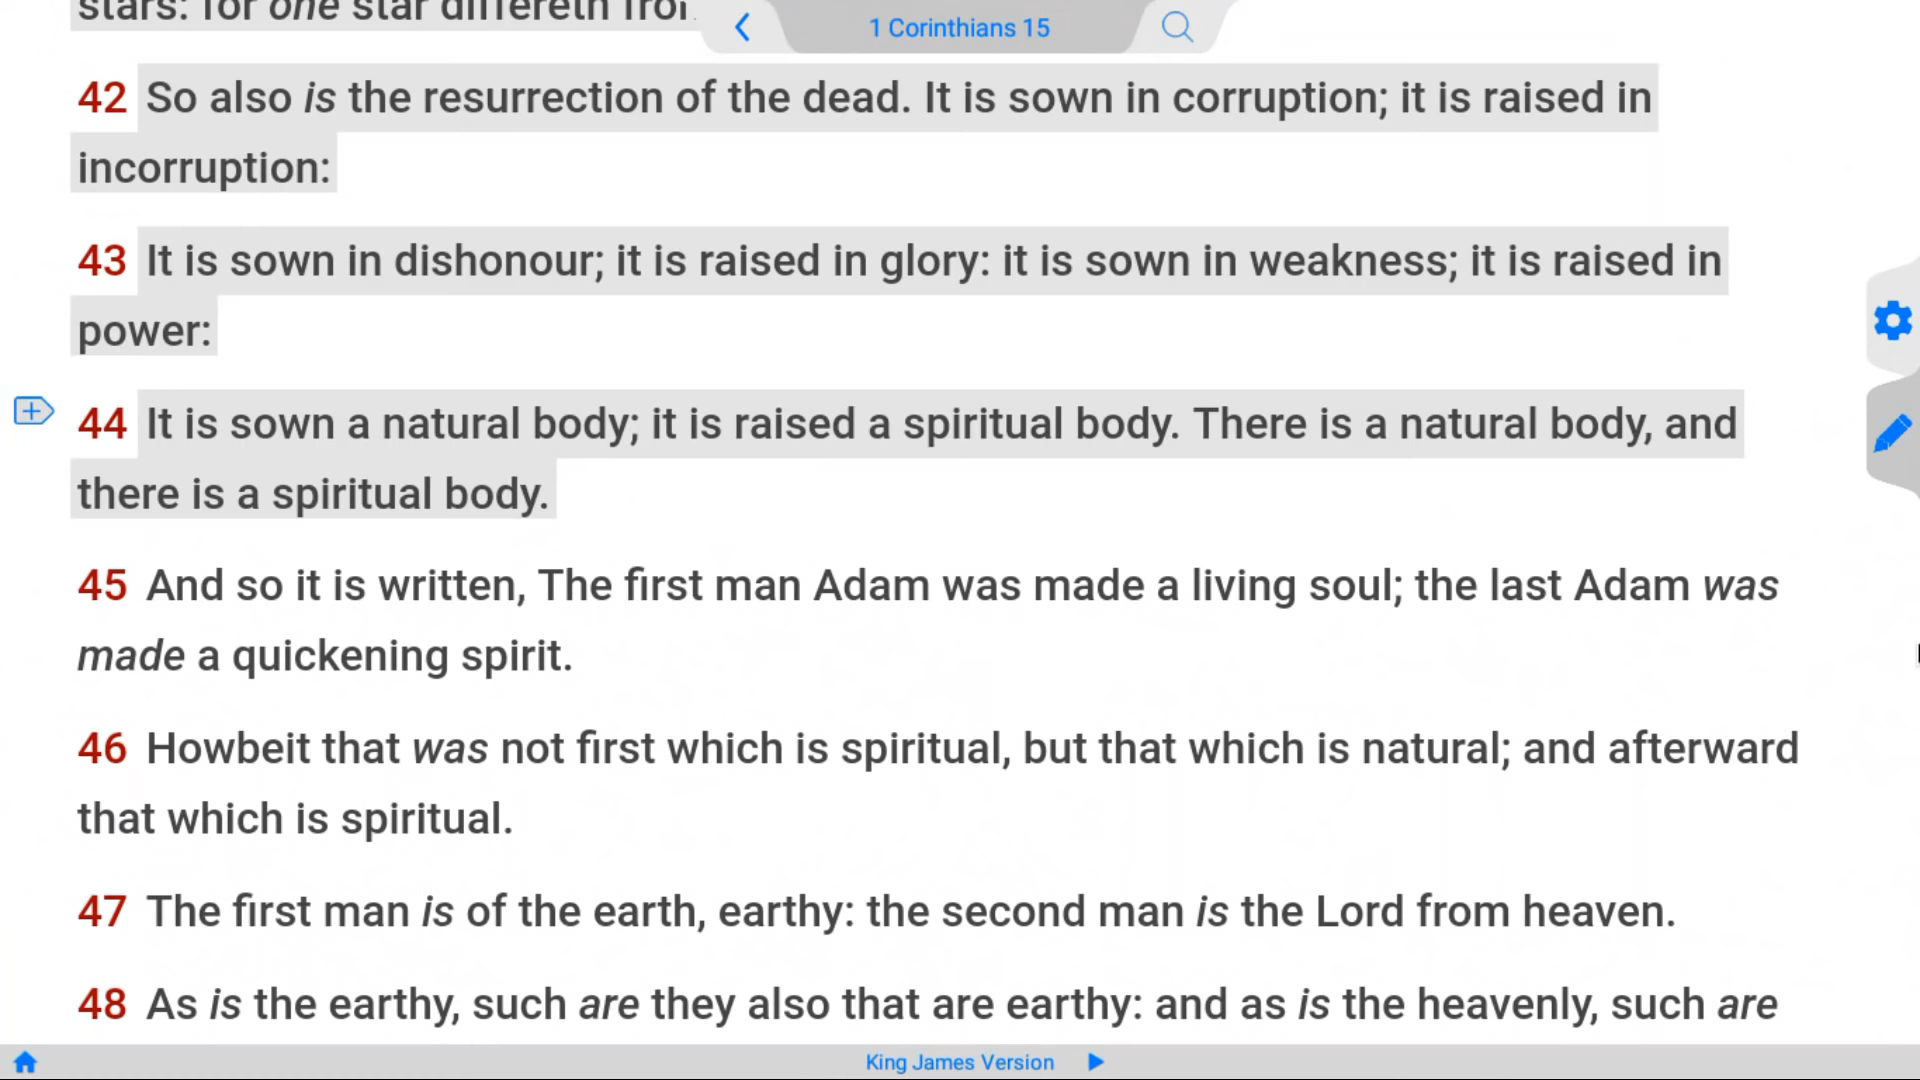 stars: for one star differeth
1 Corinthians 15
42 So also is the resurrection of the dead. It is sown in corruption; it is raised in
incorruption:
43 It is sown in dishonour; it is raised in glory: it is sown in weakness; it is raised in
power:
44 It is sown a natural body; it is raised a spiritual body. There is a natural body, and
there is a spiritual body.
45 And so it is written, The first man Adam was made a living soul; the last Adam was
made a quickening spirit.
46 Howbeit that was not first which is spiritual, but that which is natural; and afterward
that which is spiritual.
47 The first man is of the earth, earthy: the second man is the Lord from heaven.
48 As is the earthy, such are they also that are earthy: and as is the heavenly, such are
King James Version